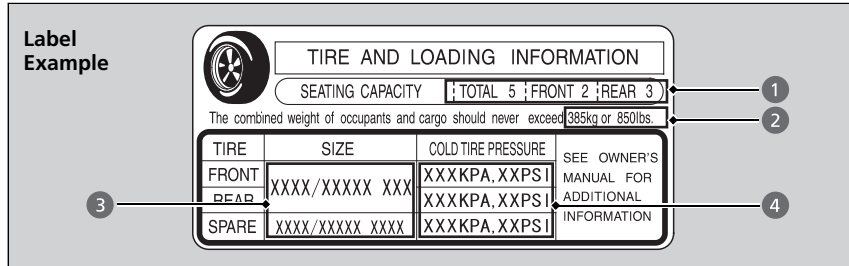 Label
Example
TIRE AND LOADING INFORMATION
SEATING CAPACITY TOTAL 5 FRONT 2 REAR 3
1
The combined weight of occupants and cargo should never exceed 385kg or 850lbs.
2
TIRE SIZE COLD TIRE PRESSURE
SEE OWNER'S
MANUAL FOR
ADDITIONAL
INFORMATION
FRONT XXXX/XXXXX XXX XXXKPA,XXPSI
REAR XXXKPA,XXPSI
3
4
SPARE XXXX/XXXXX XXXX XXXKPA,XXPSI